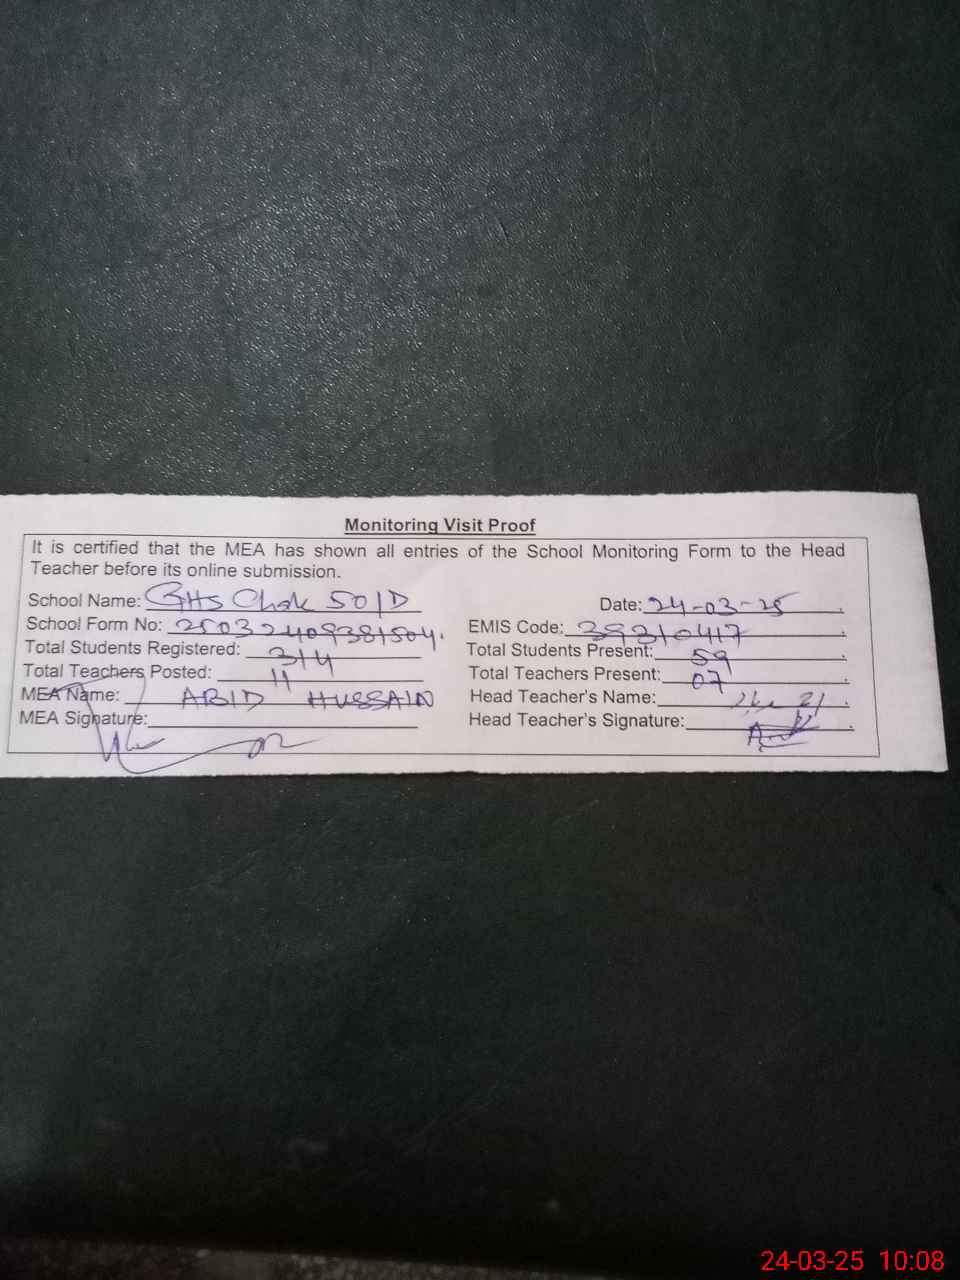 Monitoring Visit Proof
It is certified that the MEA has shown all entries of the School Monitoring Form to the Head
Teacher before its online submission.
School Name: GHS Chak 50/D
Date: 24-03-25
School Form No: 250322409381504.
EMIS Code: 39310417
Total Students Registered: 314
Total Students Present: 59
Total Teachers Posted: 11
Total Teachers Present: 07
MEA Name: ABID HUSSAIN
Head Teacher's Name:
MEA Signature:
Head Teacher's Signature:
24-03-25 10:08